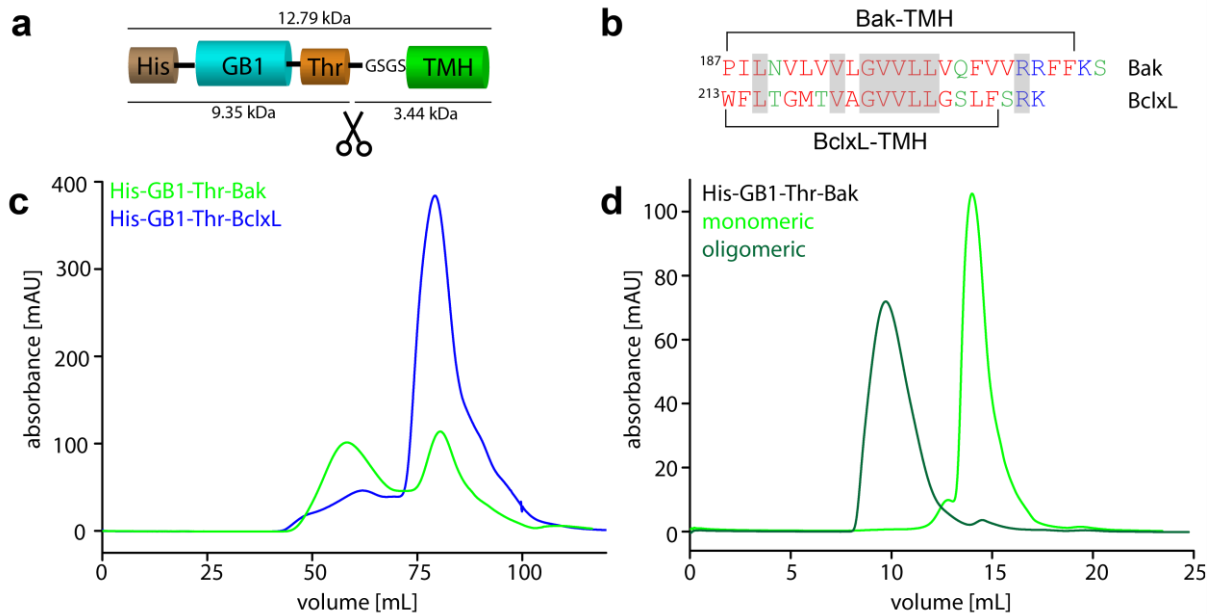 a
12.79 kDa
His GB1 Thr GSGS TMH
9.35 kDa 3.44 kDa
b
Bak-TMH
187PILNVLVVLGVVLLVQFVVRRFFKS Bak
213WFLTGMTVAGVVLLGSLFSRK BclxL
BclxL-TMH
c
His-GB1-Thr-Bak
His-GB1-Thr-BclxL
absorbance [mAU]
400
300
200
100
0
0 25 50 75 100
volume [mL]
d
His-GB1-Thr-Bak
monomeric
oligomeric
absorbance [mAU]
100
80
60
40
20
0
0 5 10 15 20 25
volume [mL]